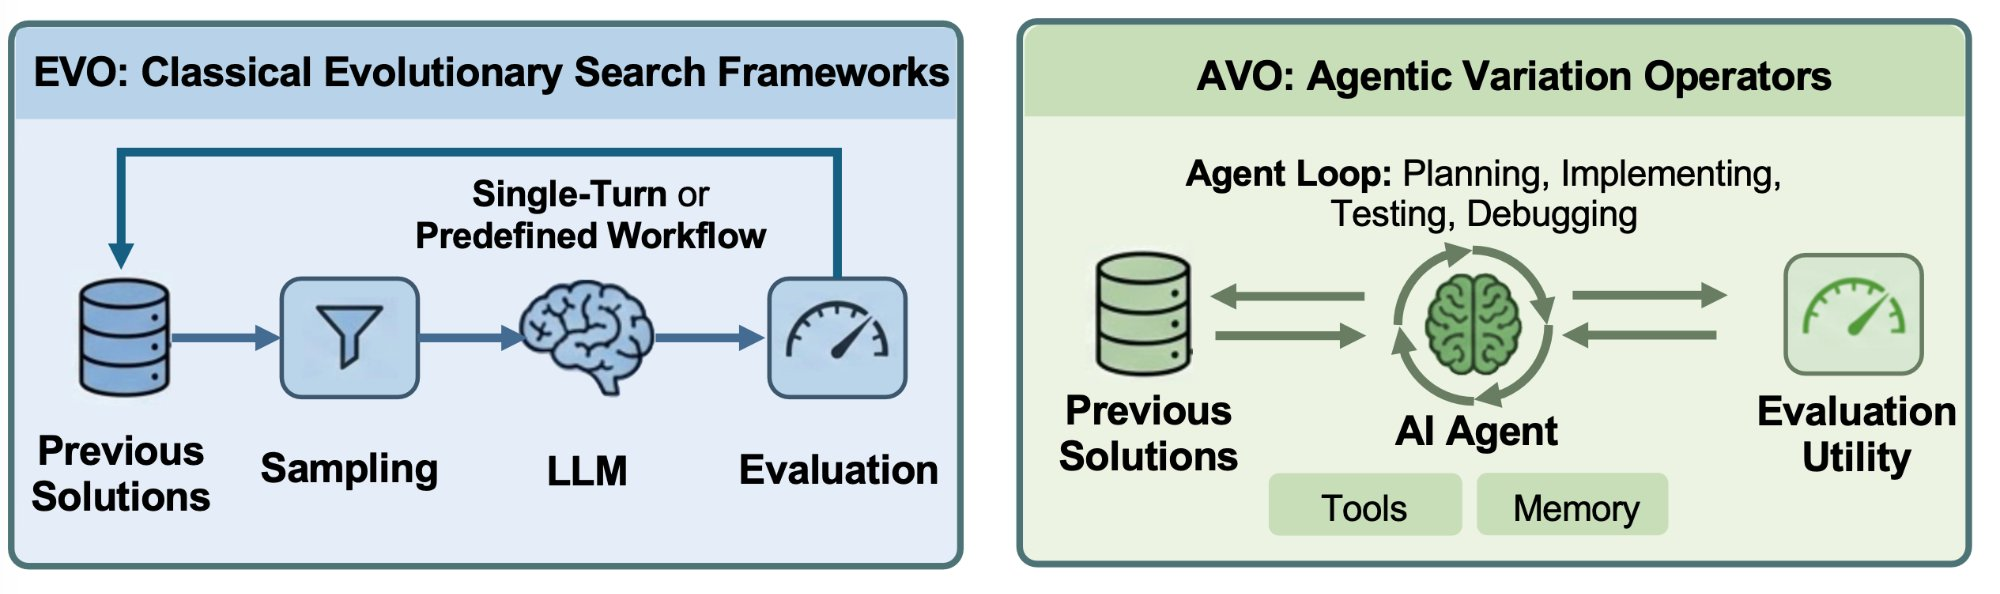 EVO: Classical Evolutionary Search Frameworks
Single-Turn or
Predefined Workflow
Previous
Solutions
Sampling
LLM
Evaluation
AVO: Agentic Variation Operators
Agent Loop: Planning, Implementing,
Testing, Debugging
Previous
Solutions
AI Agent
Evaluation
Utility
Tools
Memory